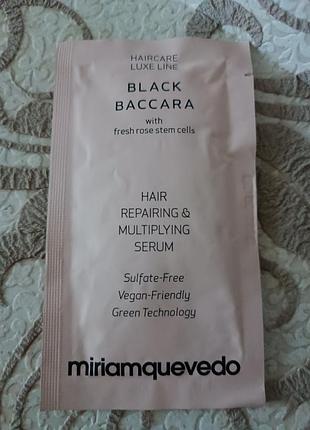 HAIRCARE
LUXE LINE
BLACK
BACCARA
with
fresh rose stem cells
HAIR
REPAIRING &
MULTIPLYING
SERUM
Sulfate-Free
Vegan-Friendly
Green Technology
miriamquevedo